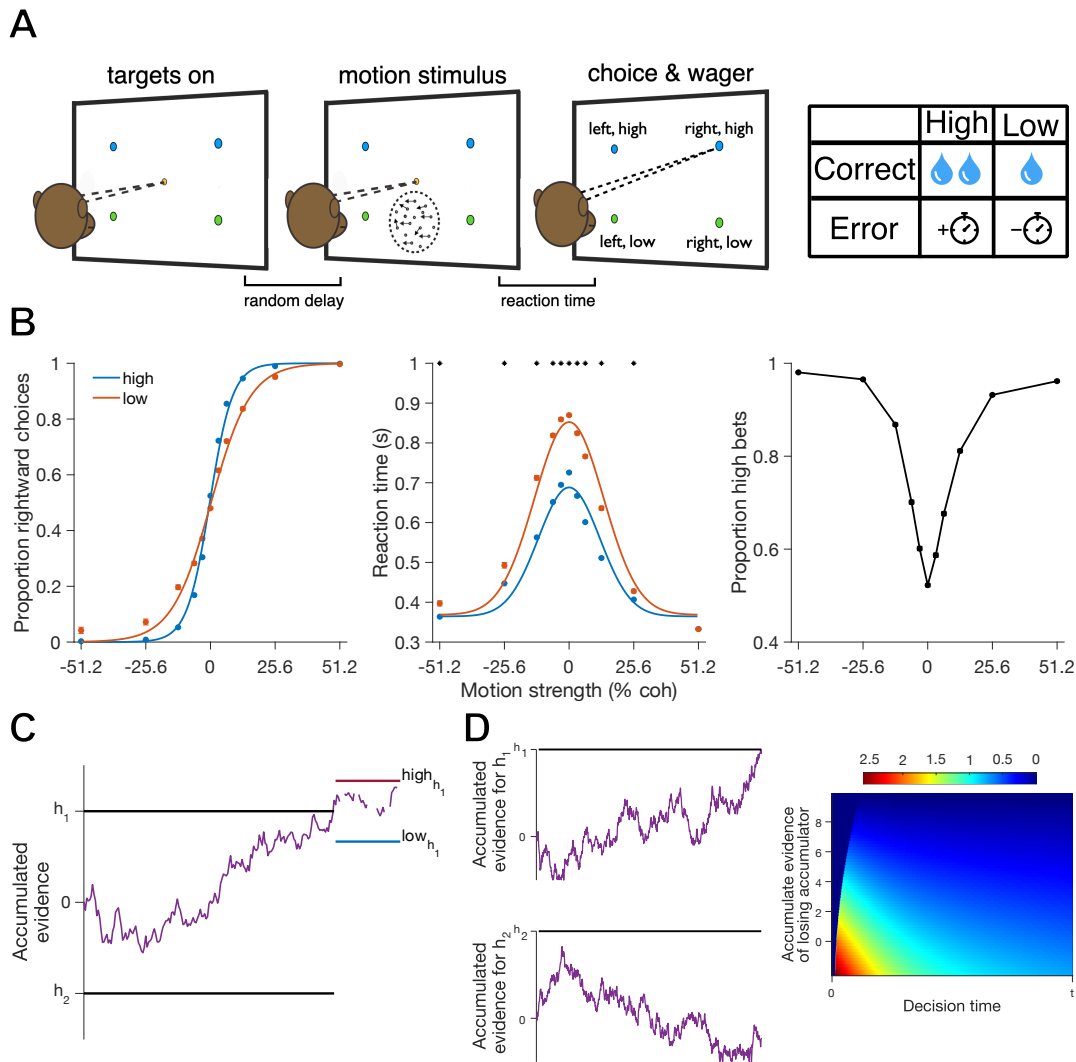 A
targets on
motion stimulus
choice & wager
left, high
right, high
left, low
right, low
random delay
reaction time
High Low
Correct
Error + −
B
Proportion rightward choices
1
0.8
0.6
0.4
0.2
0
high
low
−51.2 −25.6 0 25.6 51.2
Reaction time (s)
1
0.9
0.8
0.7
0.6
0.5
0.4
0.3
−51.2 −25.6 0 25.6 51.2
Motion strength (% coh)
Proportion high bets
1
0.8
0.6
0.4
−51.2 −25.6 0 25.6 51.2
C
Accumulated
evidence
h1
0
h2
high h1
low h1
D
Accumulated
evidence for h1
h1
0
Accumulated
evidence for h2
h2
0
2.5 2 1.5 1 0.5 0
Accumulate evidence
of losing accumulator
8
6
4
2
0
0 t
Decision time